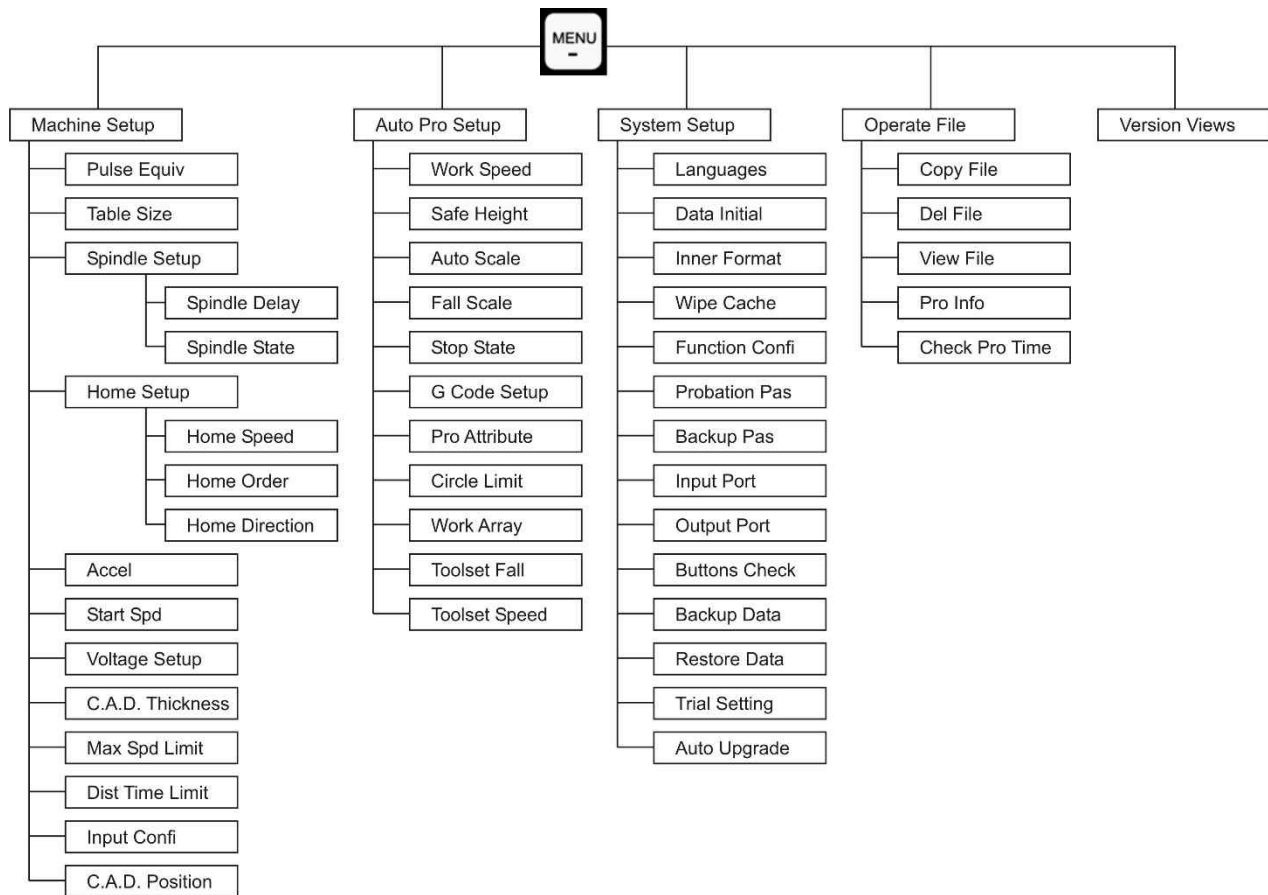 MENU
–
Machine Setup
Pulse Equiv
Table Size
Spindle Setup
Spindle Delay
Spindle State
Home Setup
Home Speed
Home Order
Home Direction
Accel
Start Spd
Voltage Setup
C.A.D. Thickness
Max Spd Limit
Dist Time Limit
Input Confi
C.A.D. Position
Auto Pro Setup
Work Speed
Safe Height
Auto Scale
Fall Scale
Stop State
G Code Setup
Pro Attribute
Circle Limit
Work Array
Toolset Fall
Toolset Speed
System Setup
Languages
Data Initial
Inner Format
Wipe Cache
Function Confi
Probation Pas
Backup Pas
Input Port
Output Port
Buttons Check
Backup Data
Restore Data
Trial Setting
Auto Upgrade
Operate File
Copy File
Del File
View File
Pro Info
Check Pro Time
Version Views